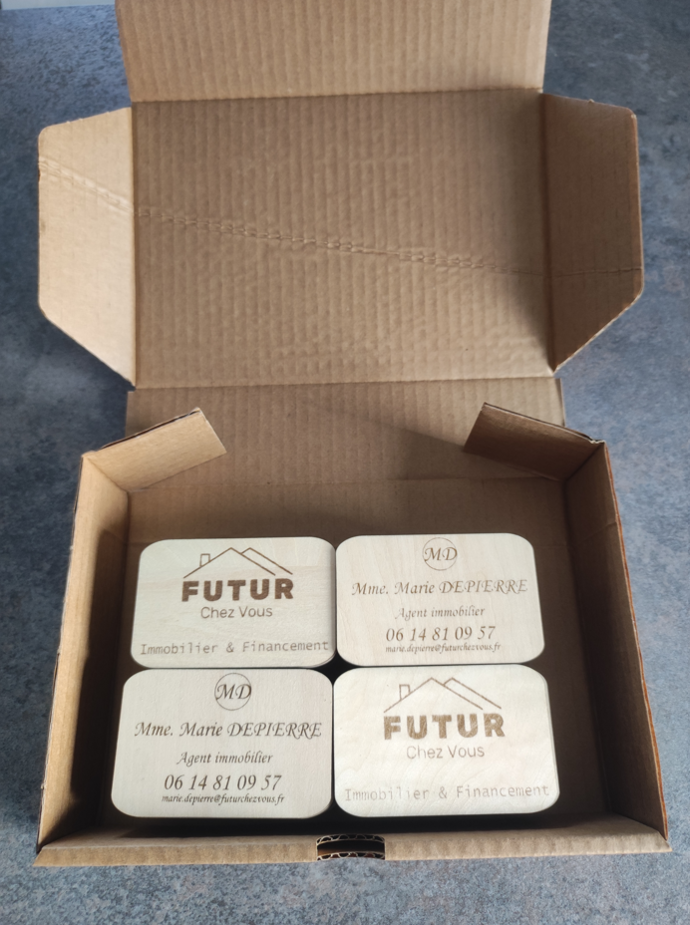 FUTUR
Chez Vous
Immobilier & Financement
MD
Mme. Marie DEPIERRE
Agent immobilier
06 14 81 09 57
marie.depierre@futurchezvous.fr
MD
Mme. Marie DEPIERRE
Agent immobilier
06 14 81 09 57
marie.depierre@futurchezvous.fr
FUTUR
Chez Vous
Immobilier & Financement